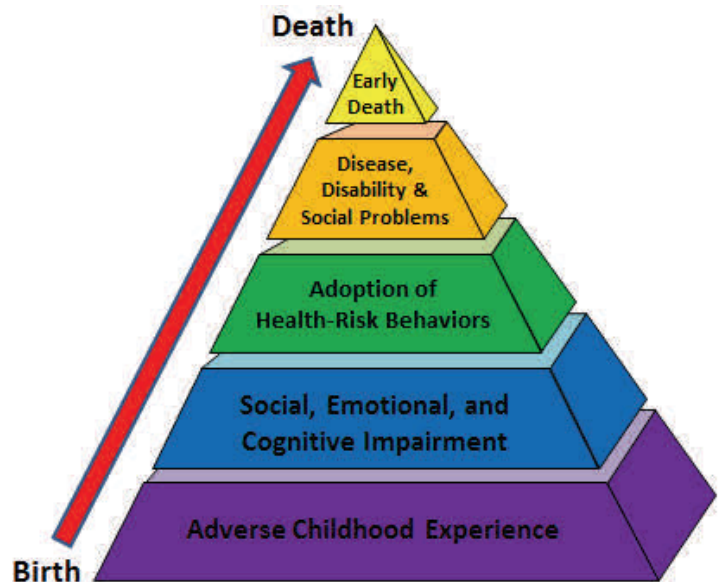 Death
Early
Death
Disease,
Disability &
Social Problems
Adoption of
Health-Risk Behaviors
Social, Emotional, and
Cognitive Impairment
Adverse Childhood Experience
Birth